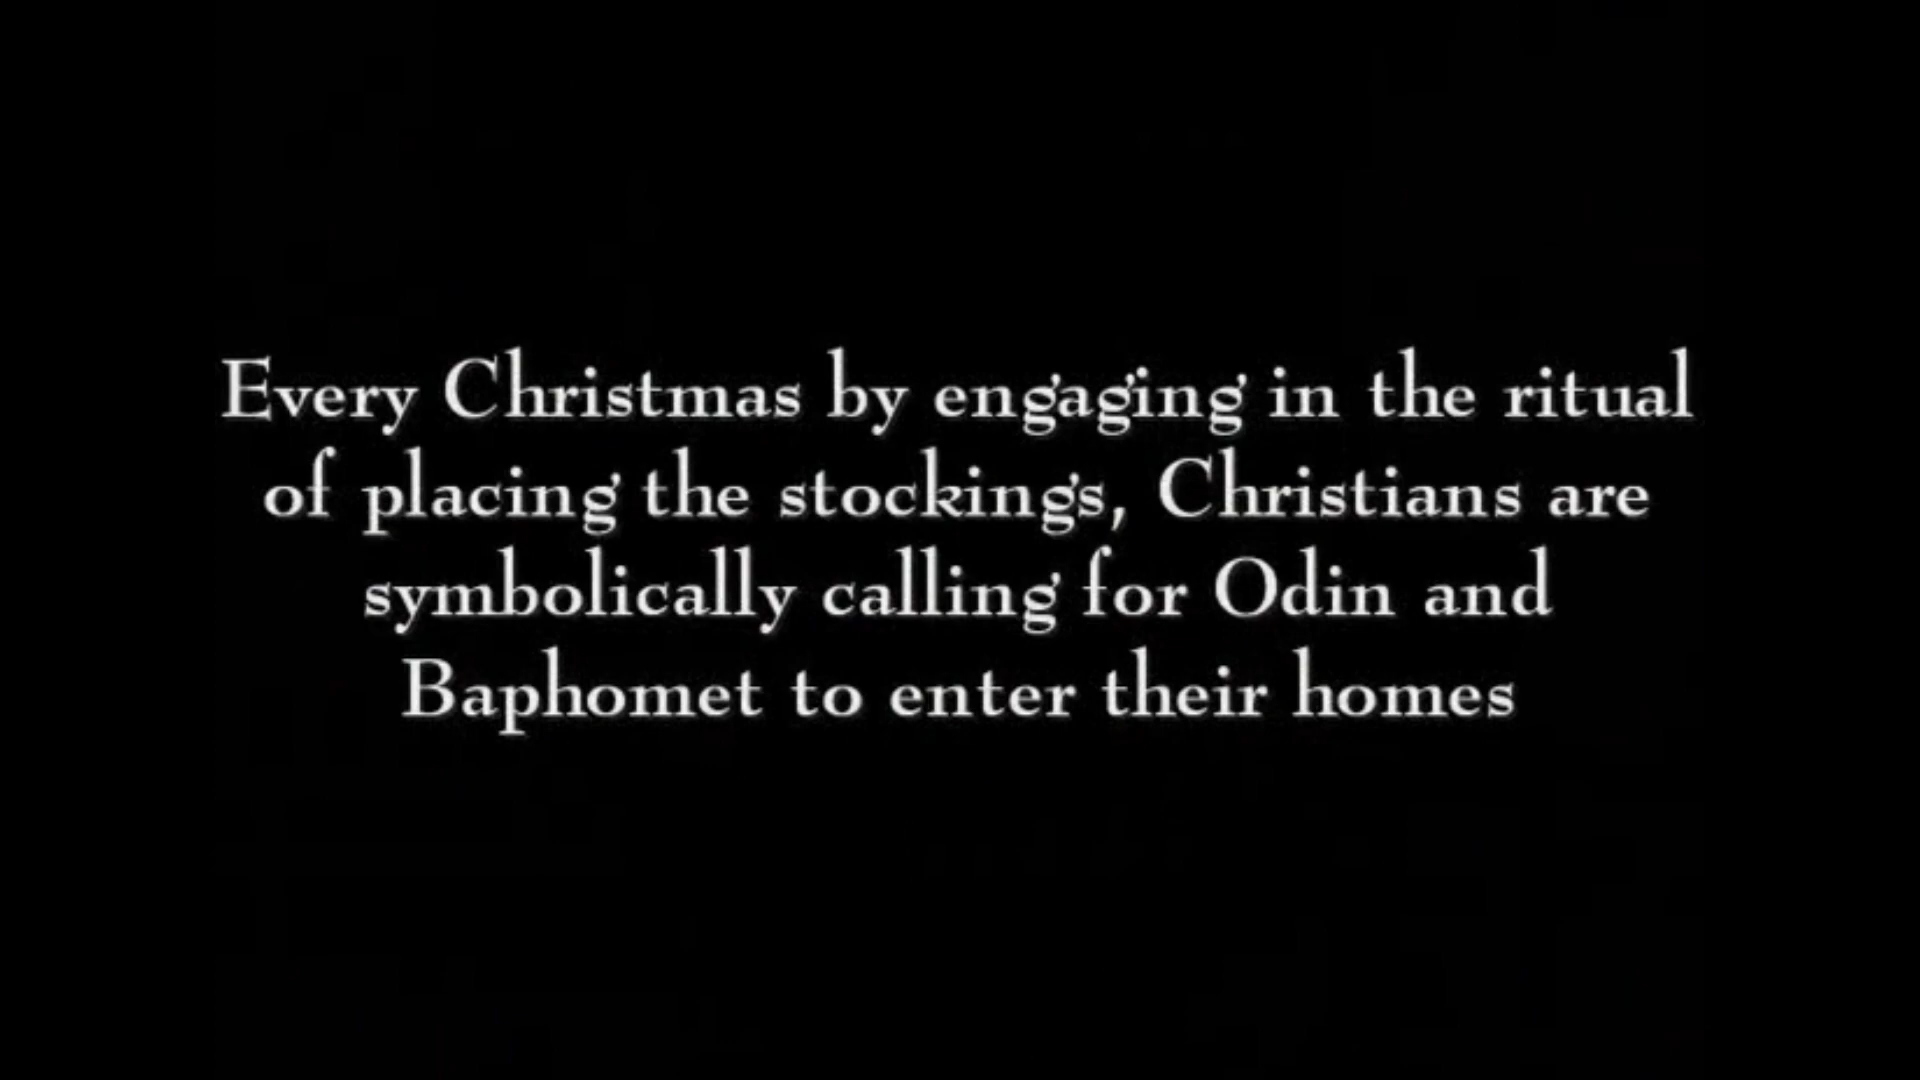 Every Christmas by engaging in the ritual
of placing the stockings, Christians are
symbolically calling for Odin and
Baphomet to enter their homes